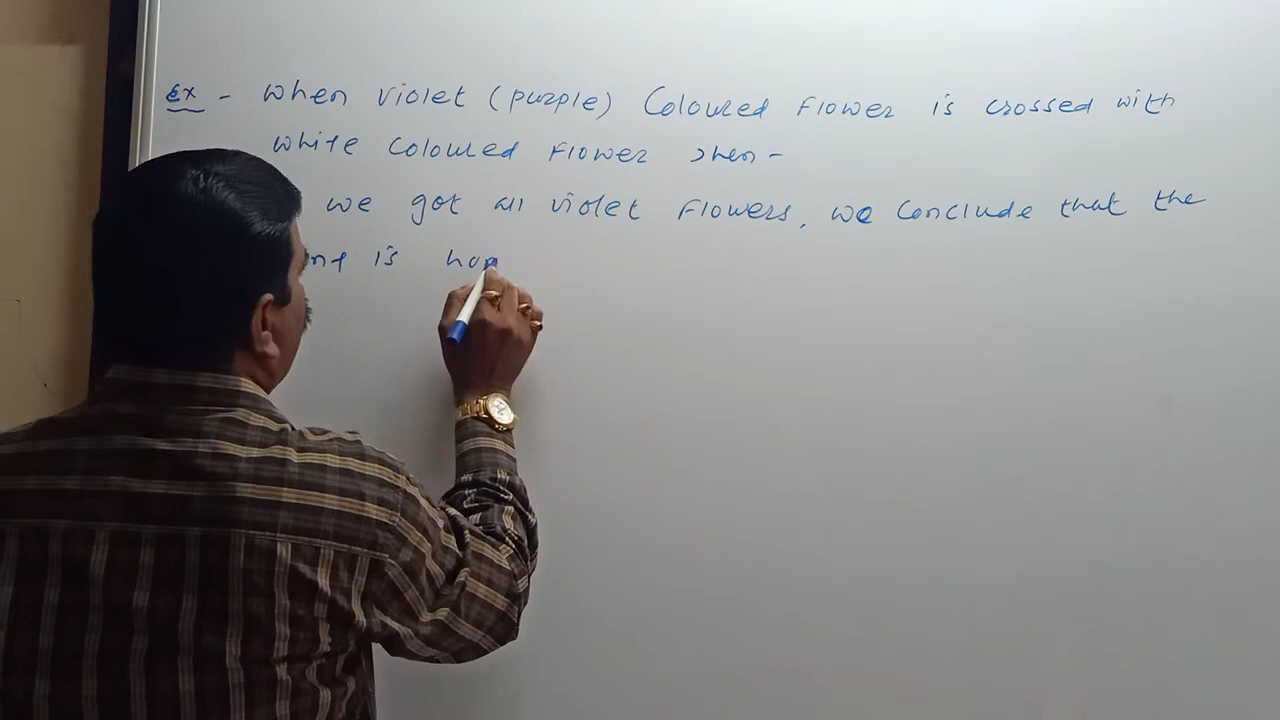 Ex - When violet (purple) coloured flower is crossed with
white coloured flower then -
we got all violet flowers, we conclude that the
is hom